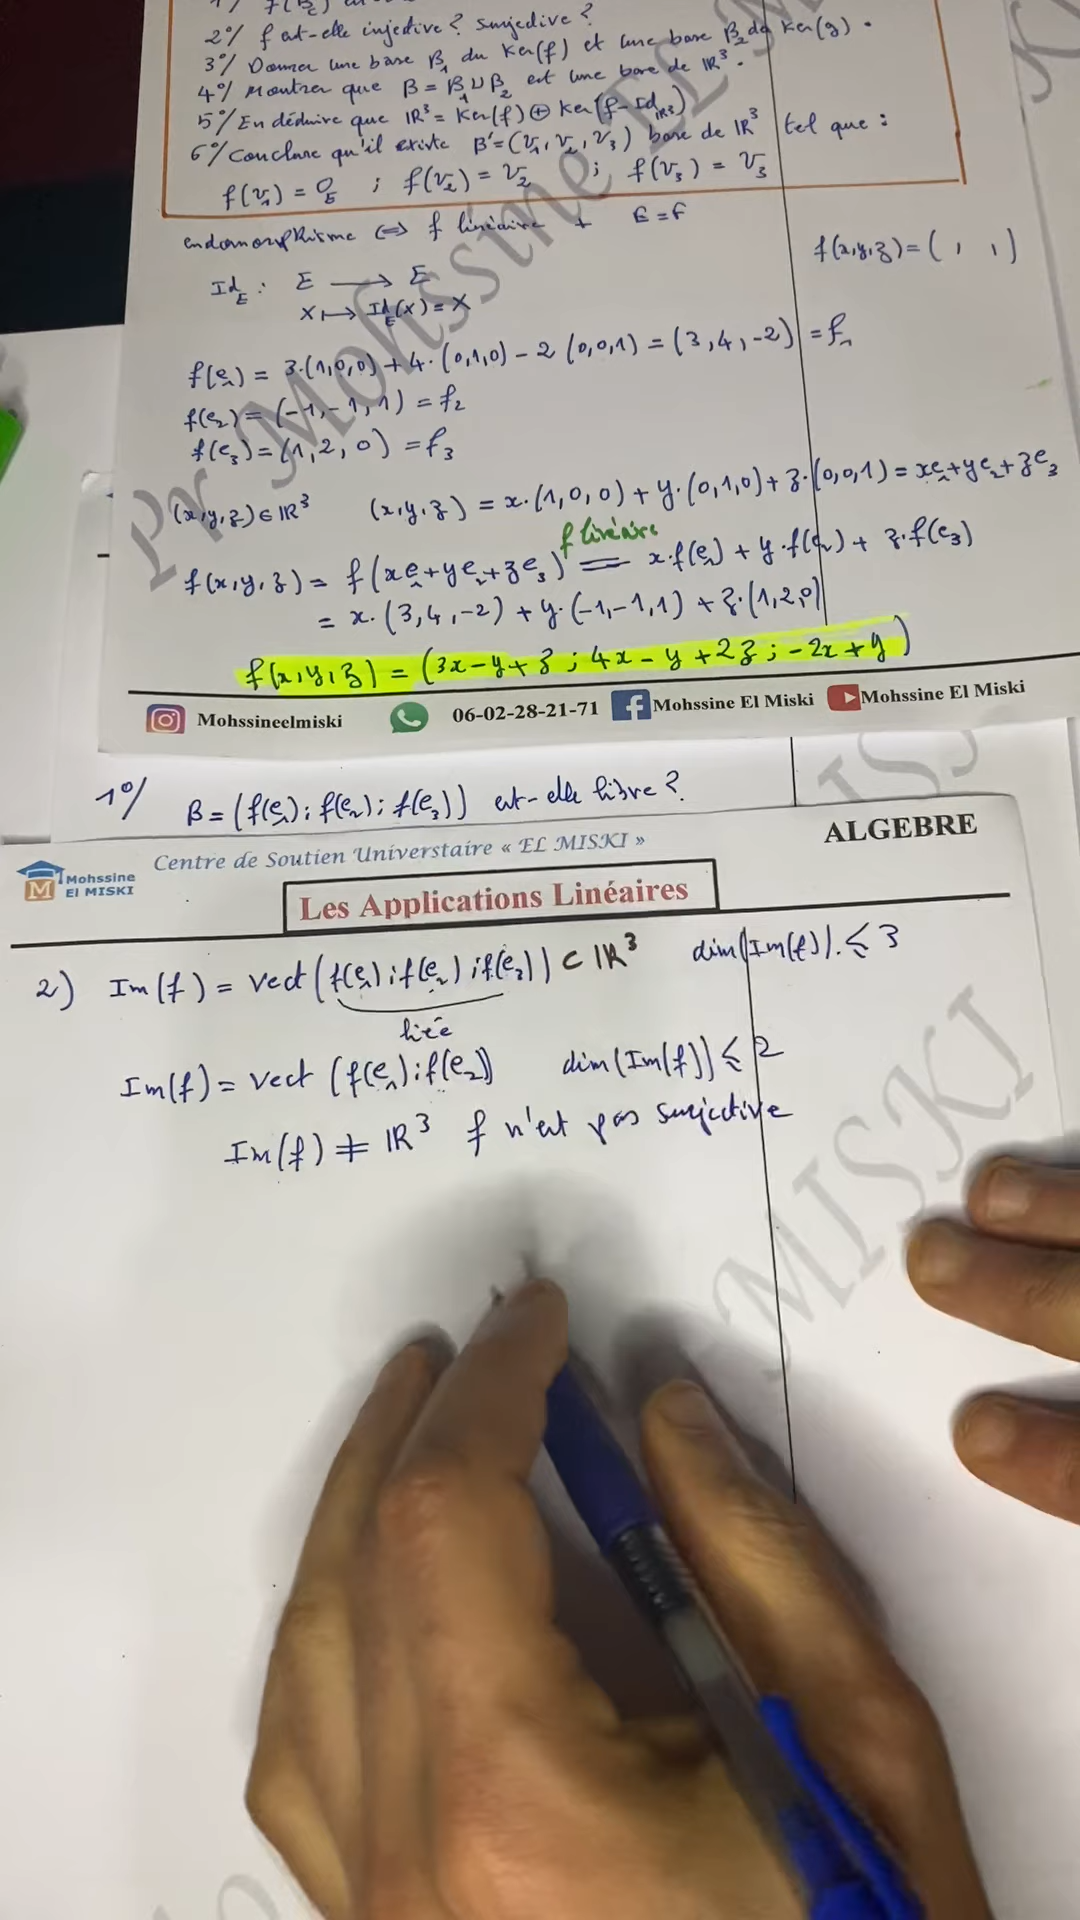 2°/ f est-elle injective? surjective?
3°/ Donner une base β₁ du Ker(f) et une base β₂ de Ker(g).
4°/ Montrer que β = β₁ ∪ β₂ est une base de IR³.
5°/ En déduire que IR³ = Ker(f) ⊕ Ker(f - Id_IR³)
6°/ Conclure qu'il existe β' = (v₁, v₂, v₃) base de IR³ tel que :
f(v₁) = 0_E ; f(v₂) = v₂ ; f(v₃) = v₃
endomorphisme ⟺ f linéaire + E = F
f(x,y,z) = ( , , )
Id_E : E ⟶ E
X ⟼ Id_E(X) = X
f(e₁) = 3.(1,0,0) + 4.(0,1,0) - 2(0,0,1) = (3,4,-2) = f₁
f(e₂) = (-1,-1,1) = f₂
f(e₃) = (1,2,0) = f₃
(x,y,z) ∈ IR³ (x,y,z) = x.(1,0,0) + y.(0,1,0) + z.(0,0,1) = xe₁ + ye₂ + ze₃
f linéaire
f(x,y,z) = f(xe₁ + ye₂ + ze₃) = x.f(e₁) + y.f(e₂) + z.f(e₃)
= x.(3,4,-2) + y.(-1,-1,1) + z.(1,2,0)
f(x,y,z) = (3x - y + z ; 4x - y + 2z ; -2x + y)
Mohssineelmiski 06-02-28-21-71 Mohssine El Miski Mohssine El Miski
1°/ β = (f(e₁) ; f(e₂) ; f(e₃)) est-elle libre ?
Mohssine El MISKI
Centre de Soutien Universtaire « EL MISKI »
ALGEBRE
Les Applications Linéaires
2) Im(f) = vect(f(e₁) ; f(e₂) ; f(e₃)) ⊂ IR³ dim(Im(f)). ≤ 3
liée
Im(f) = vect (f(e₁) ; f(e₂)) dim(Im(f)) ≤ 2
Im(f) ≠ IR³ f n'est pas surjective
MISKI